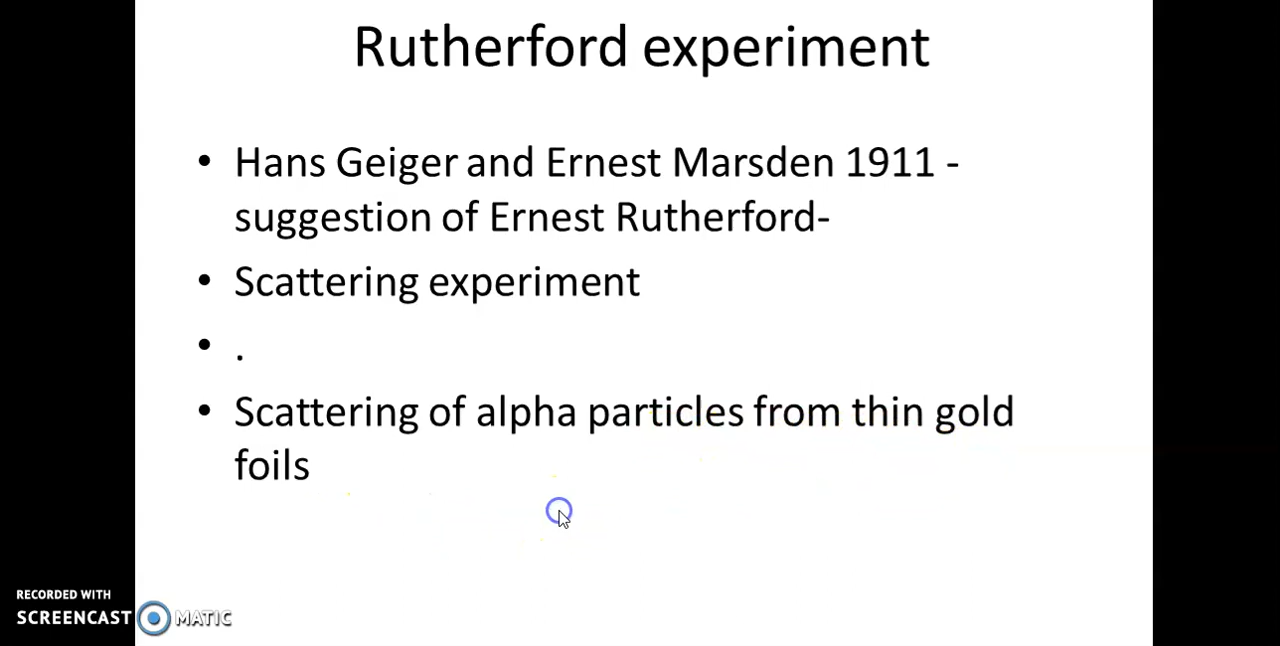 Rutherford experiment
• Hans Geiger and Ernest Marsden 1911 -
suggestion of Ernest Rutherford-
• Scattering experiment
• .
• Scattering of alpha particles from thin gold
foils
RECORDED WITH
SCREENCAST MATIC